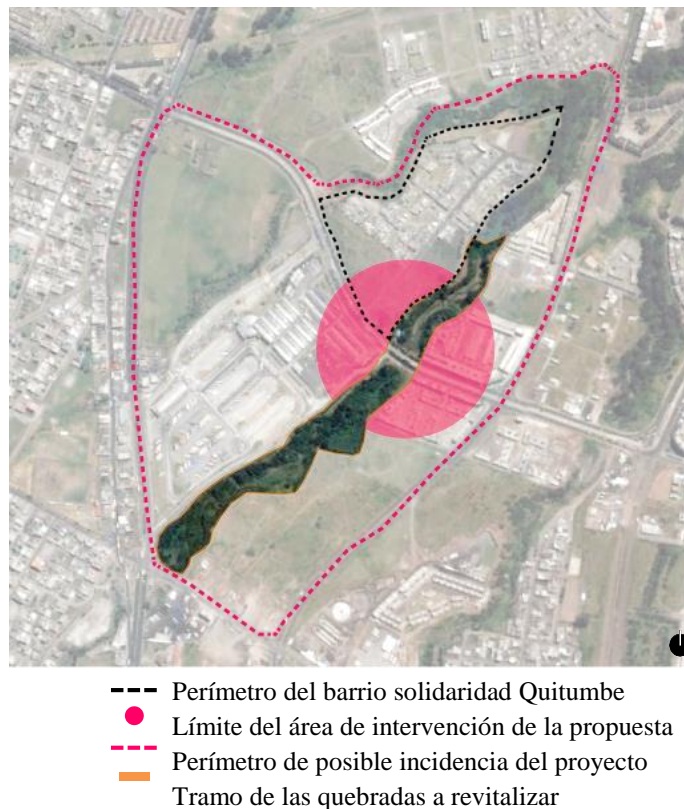 Perímetro del barrio solidaridad Quitumbe
Límite del área de intervención de la propuesta
Perímetro de posible incidencia del proyecto
Tramo de las quebradas a revitalizar